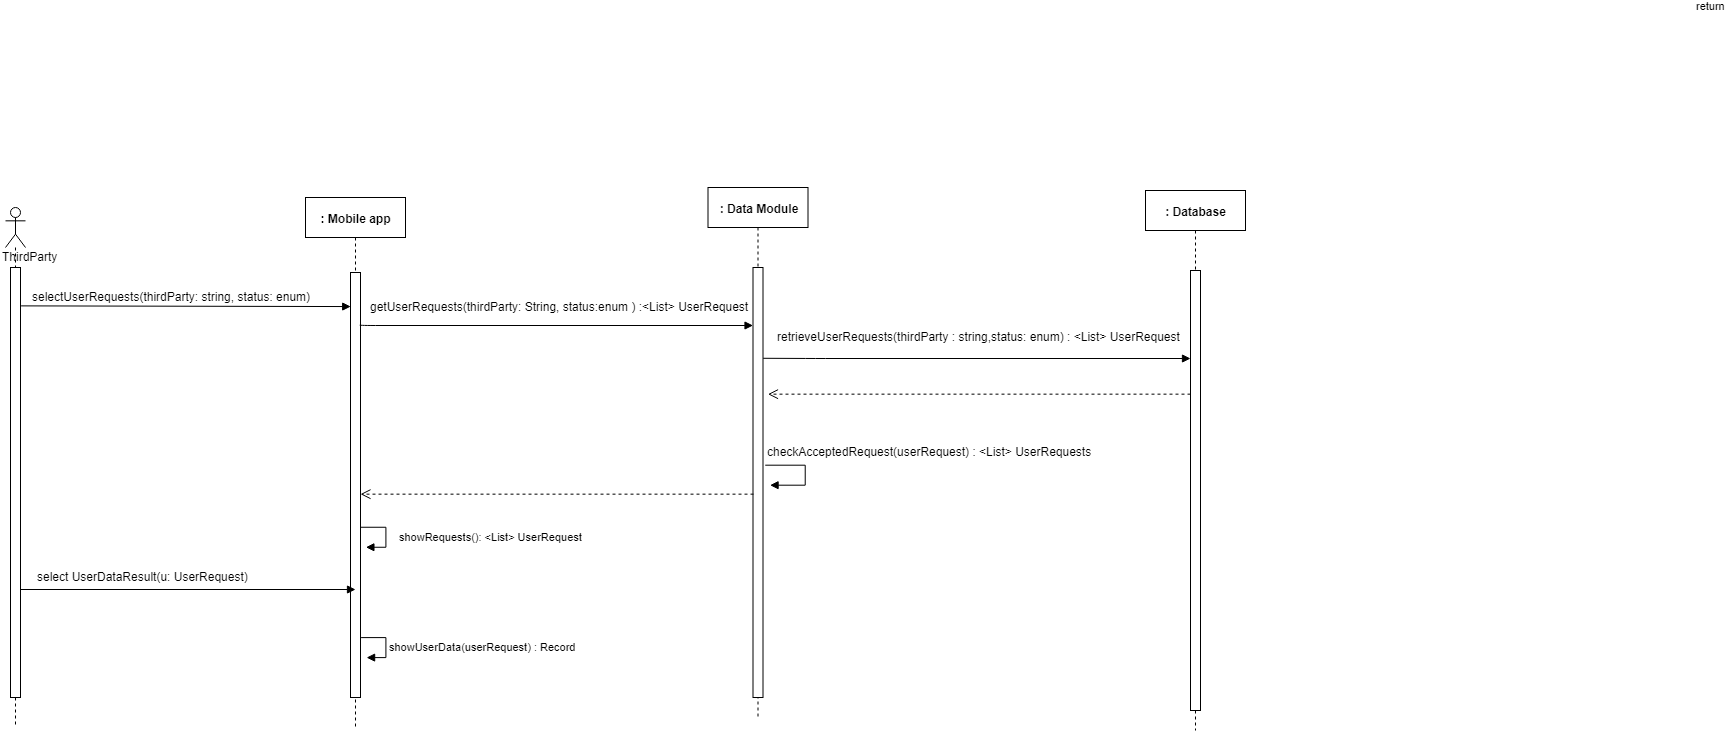 return
: Mobile app
: Data Module
: Database
ThirdParty
selectUserRequests(thirdParty: string, status: enum)
getUserRequests(thirdParty: String, status:enum ) :<List> UserRequest
retrieveUserRequests(thirdParty : string,status: enum) : <List> UserRequest
checkAcceptedRequest(userRequest) : <List> UserRequests
showRequests(): <List> UserRequest
select UserDataResult(u: UserRequest)
showUserData(userRequest) : Record